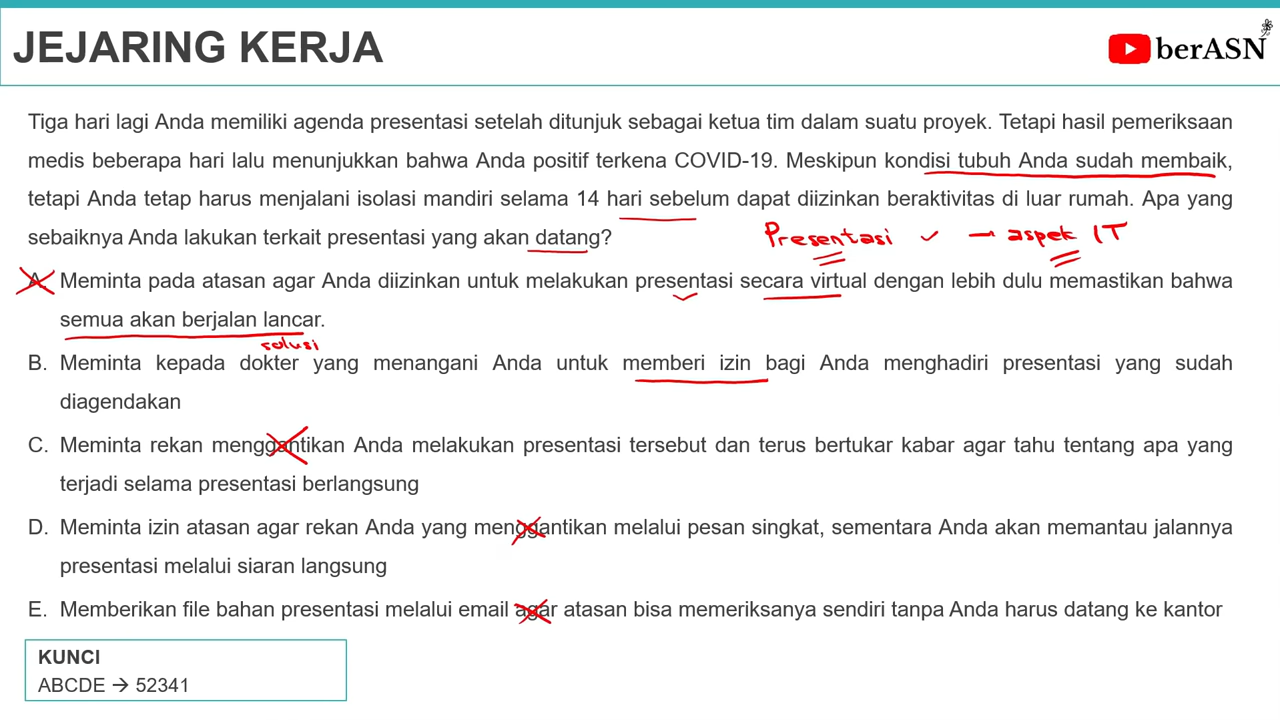 JEJARING KERJA
berASN
Tiga hari lagi Anda memiliki agenda presentasi setelah ditunjuk sebagai ketua tim dalam suatu proyek. Tetapi hasil pemeriksaan
medis beberapa hari lalu menunjukkan bahwa Anda positif terkena COVID-19. Meskipun kondisi tubuh Anda sudah membaik,
tetapi Anda tetap harus menjalani isolasi mandiri selama 14 hari sebelum dapat diizinkan beraktivitas di luar rumah. Apa yang
sebaiknya Anda lakukan terkait presentasi yang akan datang?
Presentasi ✓ → aspek IT
A. Meminta pada atasan agar Anda diizinkan untuk melakukan presentasi secara virtual dengan lebih dulu memastikan bahwa
semua akan berjalan lancar.
solusi
B. Meminta kepada dokter yang menangani Anda untuk memberi izin bagi Anda menghadiri presentasi yang sudah
diagendakan
C. Meminta rekan menggantikan Anda melakukan presentasi tersebut dan terus bertukar kabar agar tahu tentang apa yang
terjadi selama presentasi berlangsung
D. Meminta izin atasan agar rekan Anda yang menggantikan melalui pesan singkat, sementara Anda akan memantau jalannya
presentasi melalui siaran langsung
E. Memberikan file bahan presentasi melalui email agar atasan bisa memeriksanya sendiri tanpa Anda harus datang ke kantor
KUNCI
ABCDE → 52341